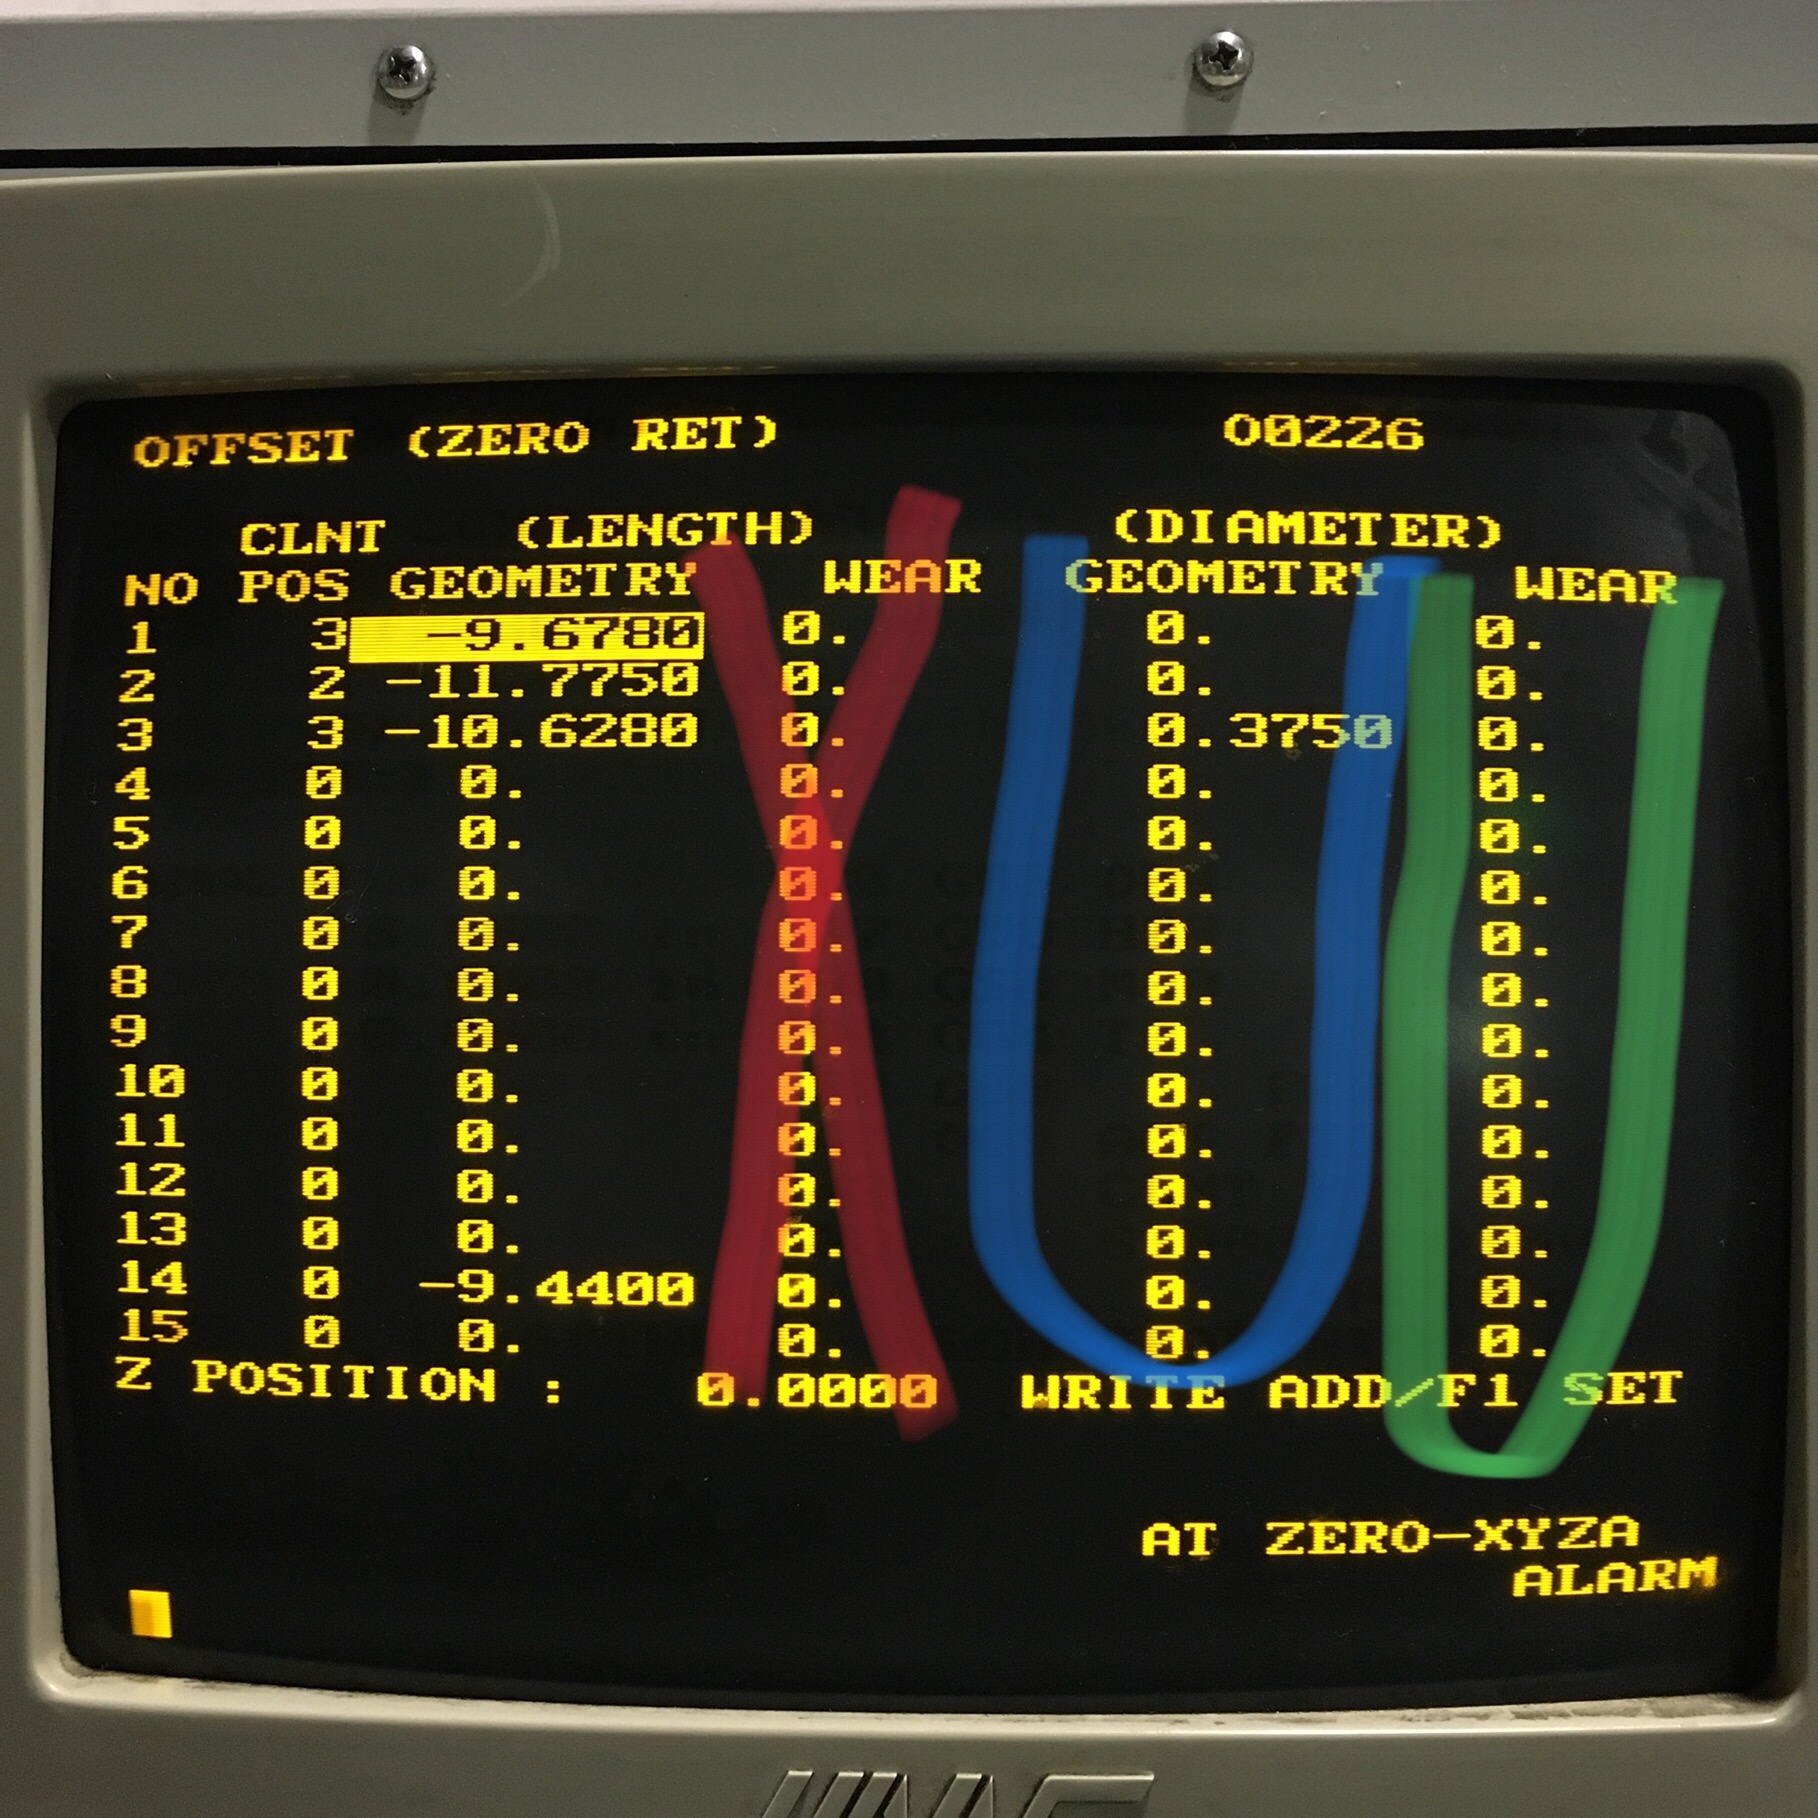 OFFSET (ZERO RET) O0226
CLNT (LENGTH) (DIAMETER)
NO POS GEOMETRY WEAR GEOMETRY WEAR
1 3 -9.6780 0. 0. 0.
2 2 -11.7750 0. 0. 0.
3 3 -10.6280 0. 0.3750 0.
4 0 0. 0. 0. 0.
5 0 0. 0. 0. 0.
6 0 0. 0. 0. 0.
7 0 0. 0. 0. 0.
8 0 0. 0. 0. 0.
9 0 0. 0. 0. 0.
10 0 0. 0. 0. 0.
11 0 0. 0. 0. 0.
12 0 0. 0. 0. 0.
13 0 0. 0. 0. 0.
14 0 -9.4400 0. 0. 0.
15 0 0. 0. 0. 0.
Z POSITION : 0.0000 WRITE ADD/F1 SET
AT ZERO-XYZA
ALARM
XUU